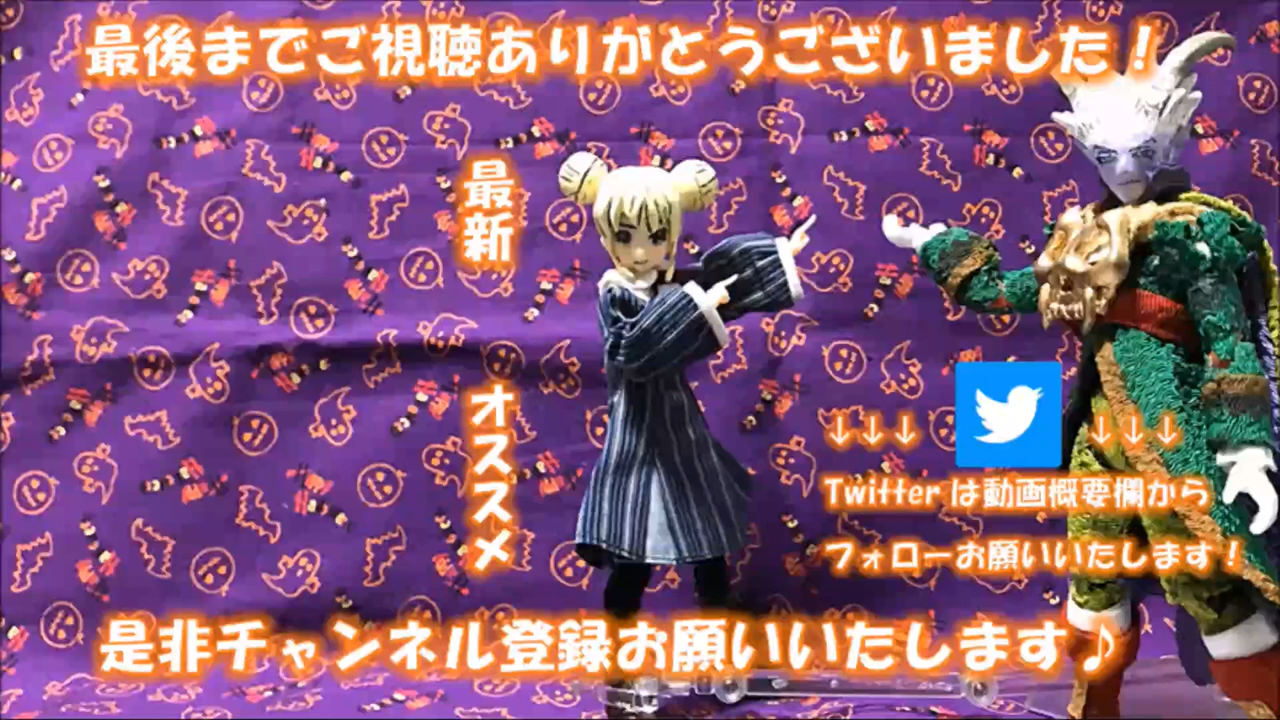 最後までご視聴ありがとうございました!
最新
オススメ
↓↓↓ ↓↓↓
Twitterは動画概要欄から
フォローお願いいたします!
是非チャンネル登録お願いいたします♪